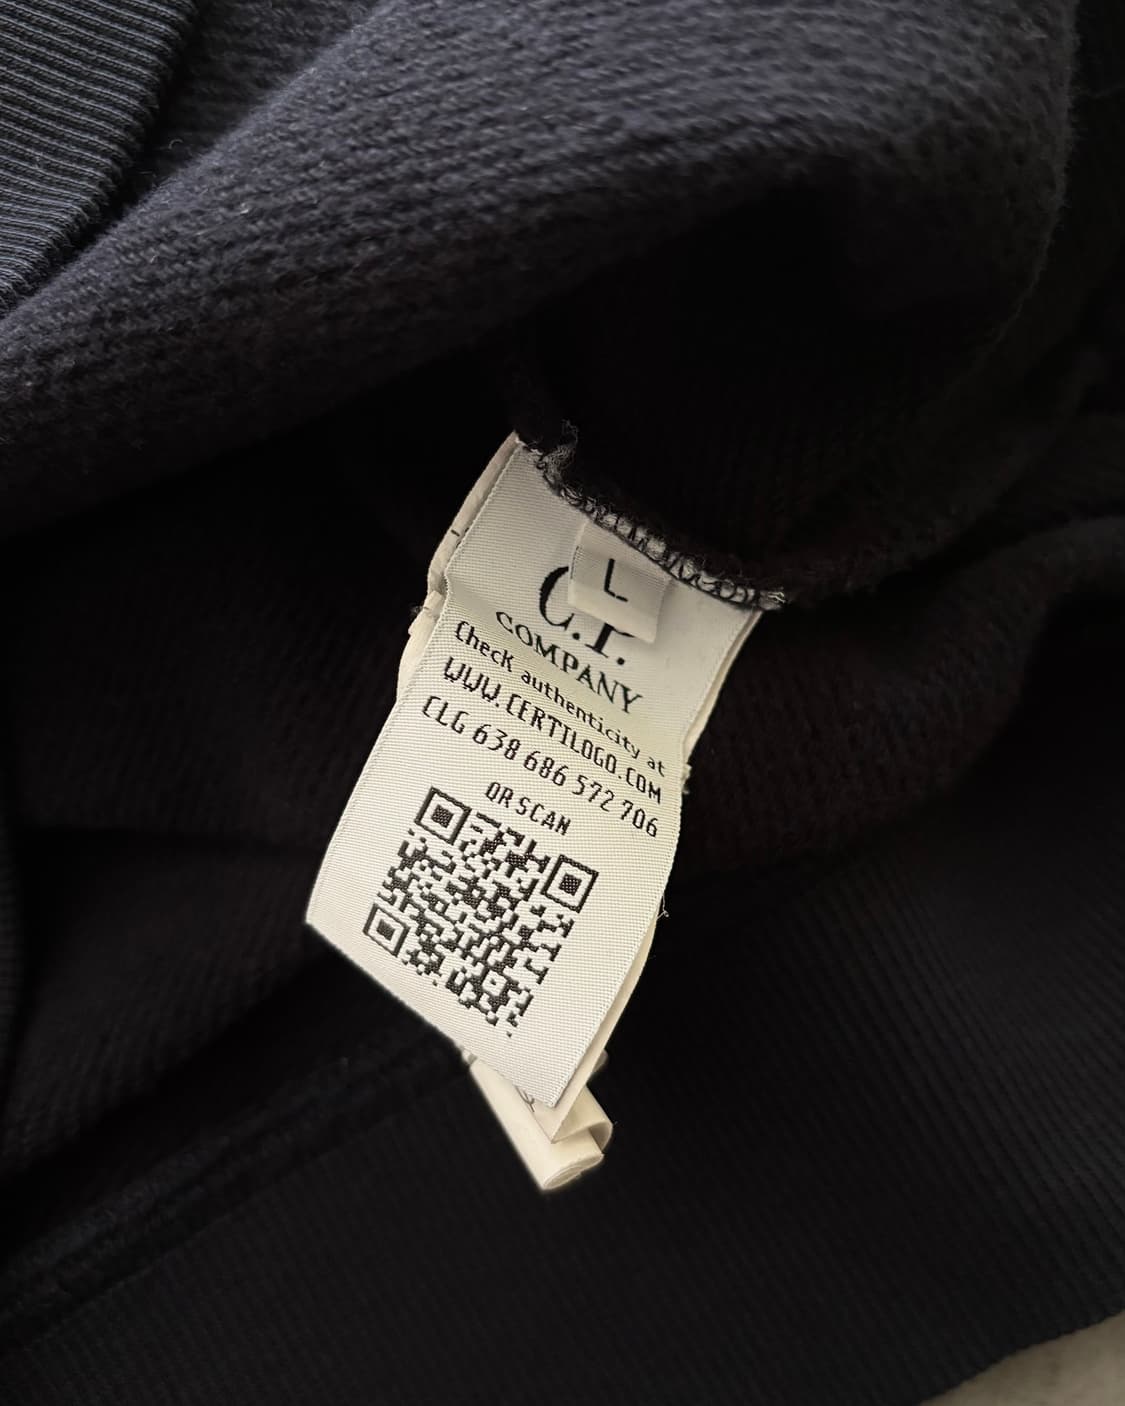 L
C.P.
COMPANY
Check authenticity at
WWW.CERTILOGO.COM
CLG 638 686 572 706
OR SCAN